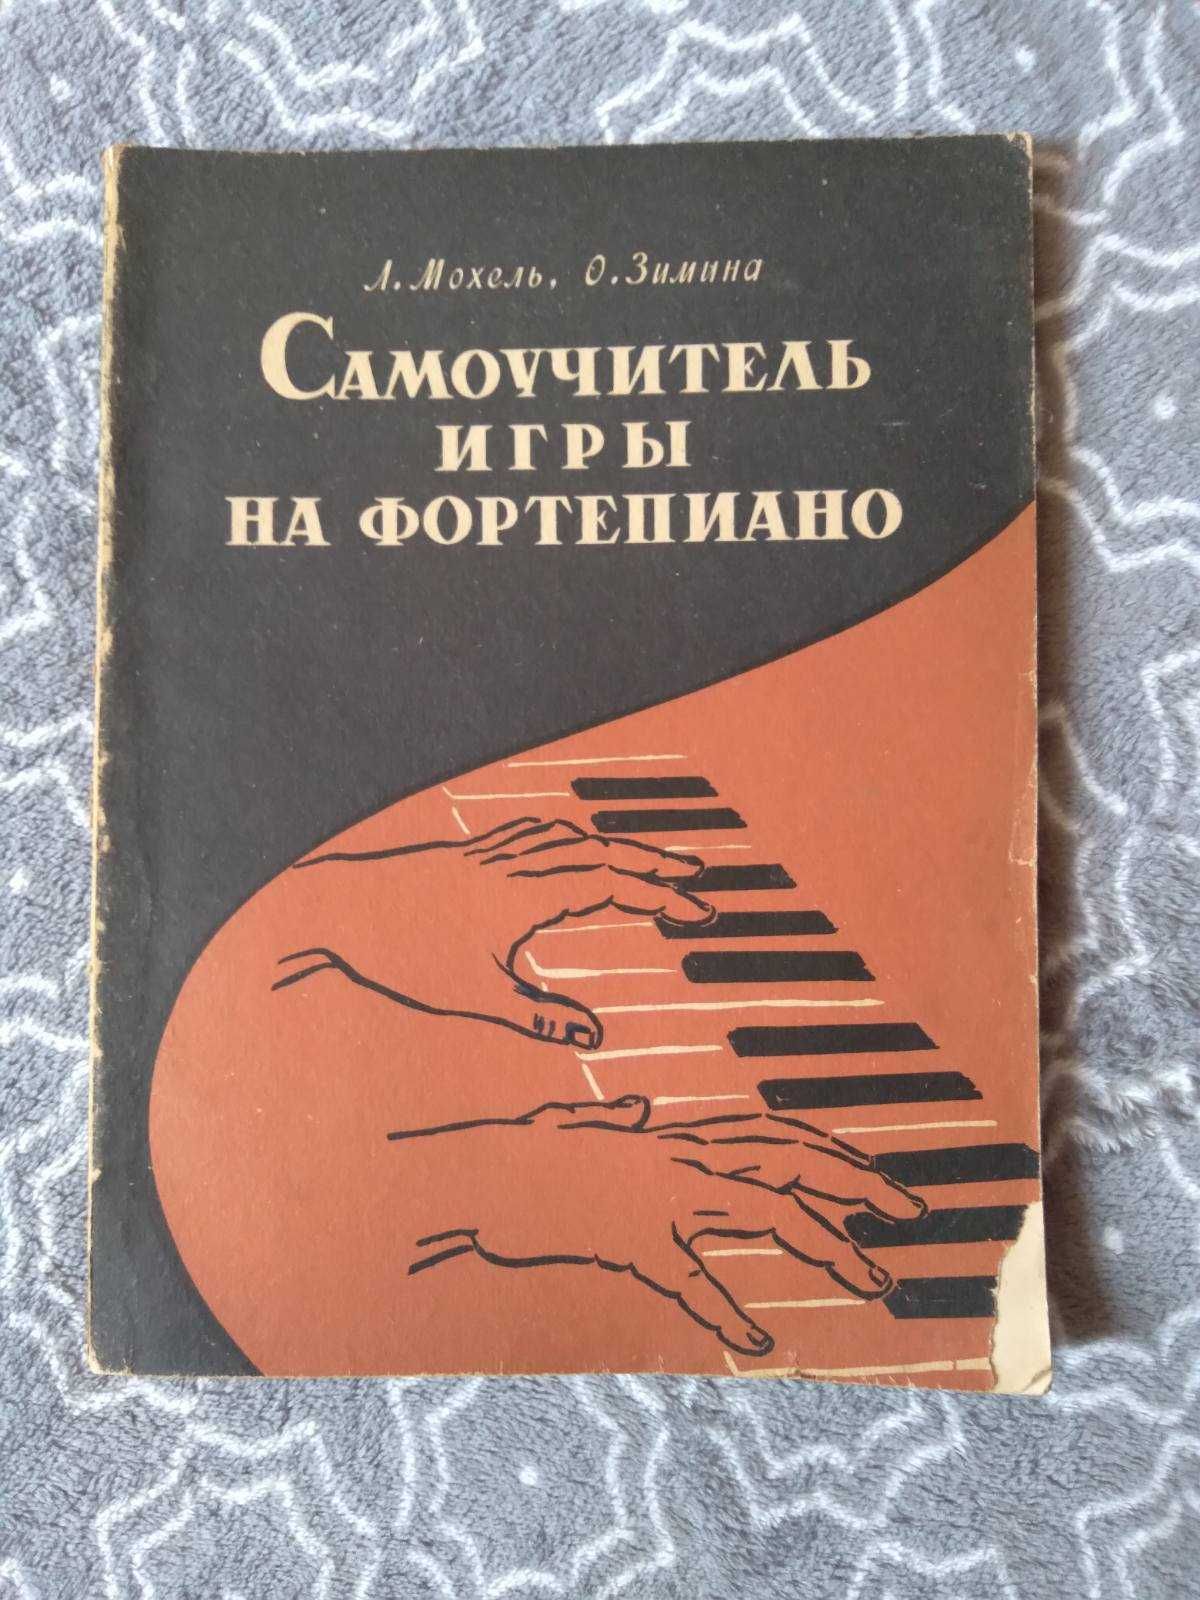 Л. Мохель, О. Зимина
Самоучитель
игры
на фортепиано